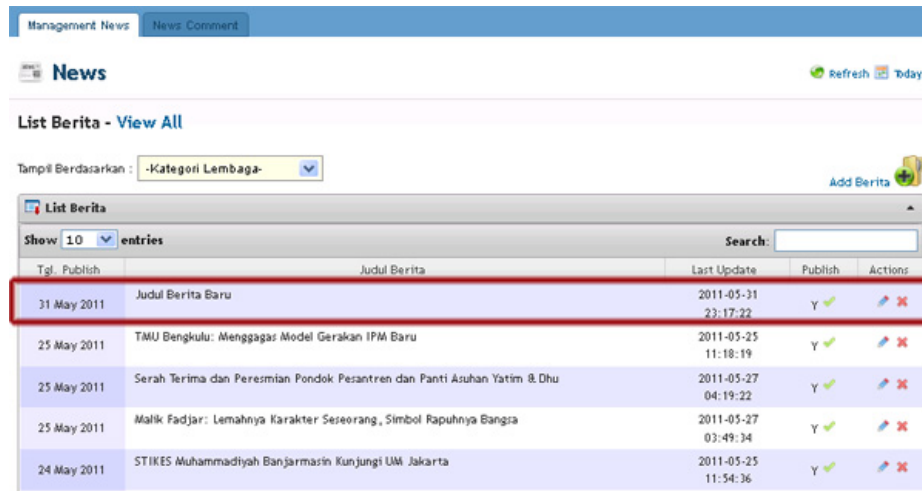 Management News News Comment
News
Refresh Today
List Berita - View All
Tampil Berdasarkan : -Kategori Lembaga-
Add Berita
List Berita
Show 10 entries Search:
Tgl. Publish Judul Berita Last Update Publish Actions
31 May 2011 Judul Berita Baru 2011-05-31 23:17:22 Y
25 May 2011 TMU Bengkulu: Menggagas Model Gerakan IPM Baru 2011-05-25 11:18:19 Y
25 May 2011 Serah Terima dan Peresmian Pondok Pesantren dan Panti Asuhan Yatim & Dhu 2011-05-27 04:19:22 Y
25 May 2011 Malik Fadjar: Lemahnya Karakter Seseorang, Simbol Rapuhnya Bangsa 2011-05-27 03:49:34 Y
24 May 2011 STIKES Muhammadiyah Banjarmasin Kunjungi UM Jakarta 2011-05-25 11:54:36 Y